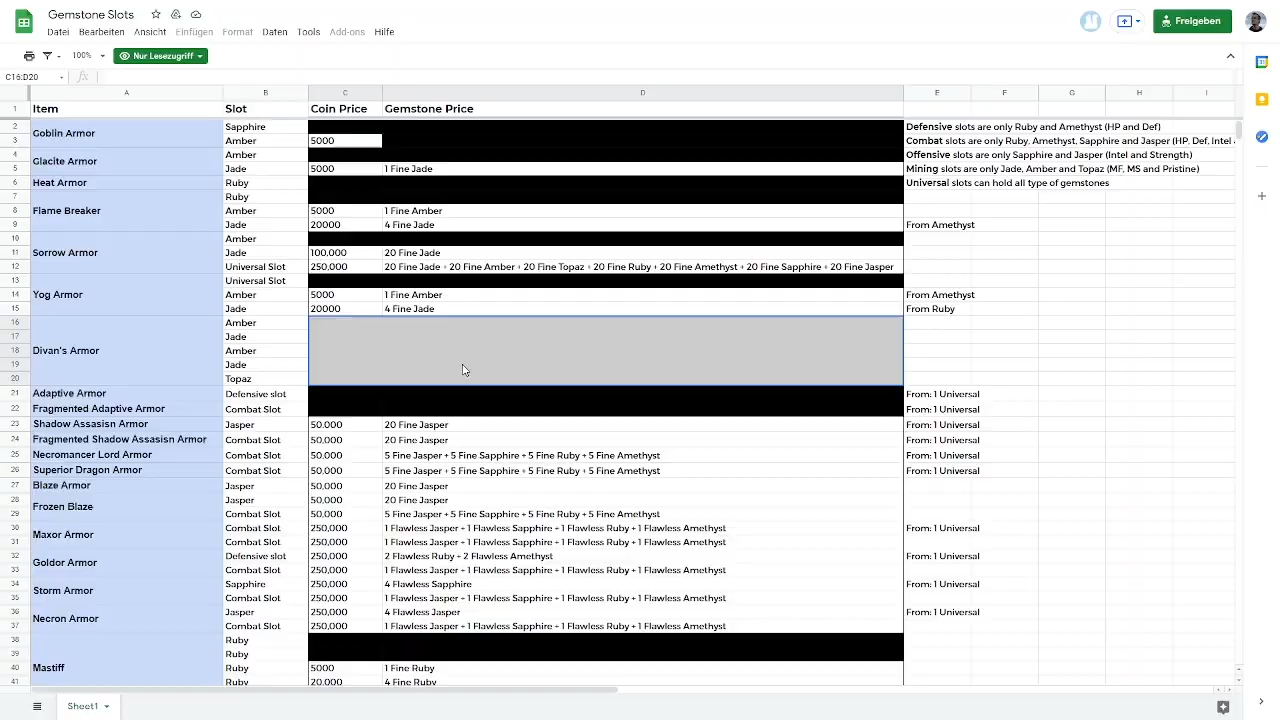 Gemstone Slots
Datei Bearbeiten Ansicht Einfügen Format Daten Tools Add-ons Hilfe
Freigeben
100% Nur Lesezugriff
C16:D20 fx
A B C D E F G H I
1 Item Slot Coin Price Gemstone Price
2 Goblin Armor Sapphire Defensive slots are only Ruby and Amethyst (HP and Def)
3 Amber 5000 Combat slots are only Ruby, Amethyst, Sapphire and Jasper (HP, Def, Intel
4 Glacite Armor Amber Offensive slots are only Sapphire and Jasper (Intel and Strength)
5 Jade 5000 1 Fine Jade Mining slots are only Jade, Amber and Topaz (MF, MS and Pristine)
6 Heat Armor Ruby Universal slots can hold all type of gemstones
7 Flame Breaker Ruby
8 Amber 5000 1 Fine Amber
9 Jade 20000 4 Fine Jade From Amethyst
10 Sorrow Armor Amber
11 Jade 100,000 20 Fine Jade
12 Universal Slot 250,000 20 Fine Jade + 20 Fine Amber + 20 Fine Topaz + 20 Fine Ruby + 20 Fine Amethyst + 20 Fine Sapphire + 20 Fine Jasper
13 Yog Armor Universal Slot
14 Amber 5000 1 Fine Amber From Amethyst
15 Jade 20000 4 Fine Jade From Ruby
16 Divan's Armor Amber
17 Jade
18 Amber
19 Jade
20 Topaz
21 Adaptive Armor Defensive slot From: 1 Universal
22 Fragmented Adaptive Armor Combat Slot From: 1 Universal
23 Shadow Assasisn Armor Jasper 50.000 20 Fine Jasper From: 1 Universal
24 Fragmented Shadow Assasisn Armor Combat Slot 50,000 20 Fine Jasper From: 1 Universal
25 Necromancer Lord Armor Combat Slot 50,000 5 Fine Jasper + 5 Fine Sapphire + 5 Fine Ruby + 5 Fine Amethyst From: 1 Universal
26 Superior Dragon Armor Combat Slot 50,000 5 Fine Jasper + 5 Fine Sapphire + 5 Fine Ruby + 5 Fine Amethyst From: 1 Universal
27 Blaze Armor Jasper 50,000 20 Fine Jasper
28 Frozen Blaze Jasper 50,000 20 Fine Jasper
29 Combat Slot 50,000 5 Fine Jasper + 5 Fine Sapphire + 5 Fine Ruby + 5 Fine Amethyst
30 Maxor Armor Combat Slot 250,000 1 Flawless Jasper + 1 Flawless Sapphire + 1 Flawless Ruby + 1 Flawless Amethyst From: 1 Universal
31 Combat Slot 250,000 1 Flawless Jasper + 1 Flawless Sapphire + 1 Flawless Ruby + 1 Flawless Amethyst
32 Goldor Armor Defensive slot 250,000 2 Flawless Ruby + 2 Flawless Amethyst From: 1 Universal
33 Combat Slot 250,000 1 Flawless Jasper + 1 Flawless Sapphire + 1 Flawless Ruby + 1 Flawless Amethyst
34 Storm Armor Sapphire 250,000 4 Flawless Sapphire From: 1 Universal
35 Combat Slot 250,000 1 Flawless Jasper + 1 Flawless Sapphire + 1 Flawless Ruby + 1 Flawless Amethyst
36 Necron Armor Jasper 250,000 4 Flawless Jasper From: 1 Universal
37 Combat Slot 250,000 1 Flawless Jasper + 1 Flawless Sapphire + 1 Flawless Ruby + 1 Flawless Amethyst
38 Ruby
39 Ruby
40 Mastiff Ruby 5000 1 Fine Ruby
41 Ruby 20,000 4 Fine Ruby
Sheet1